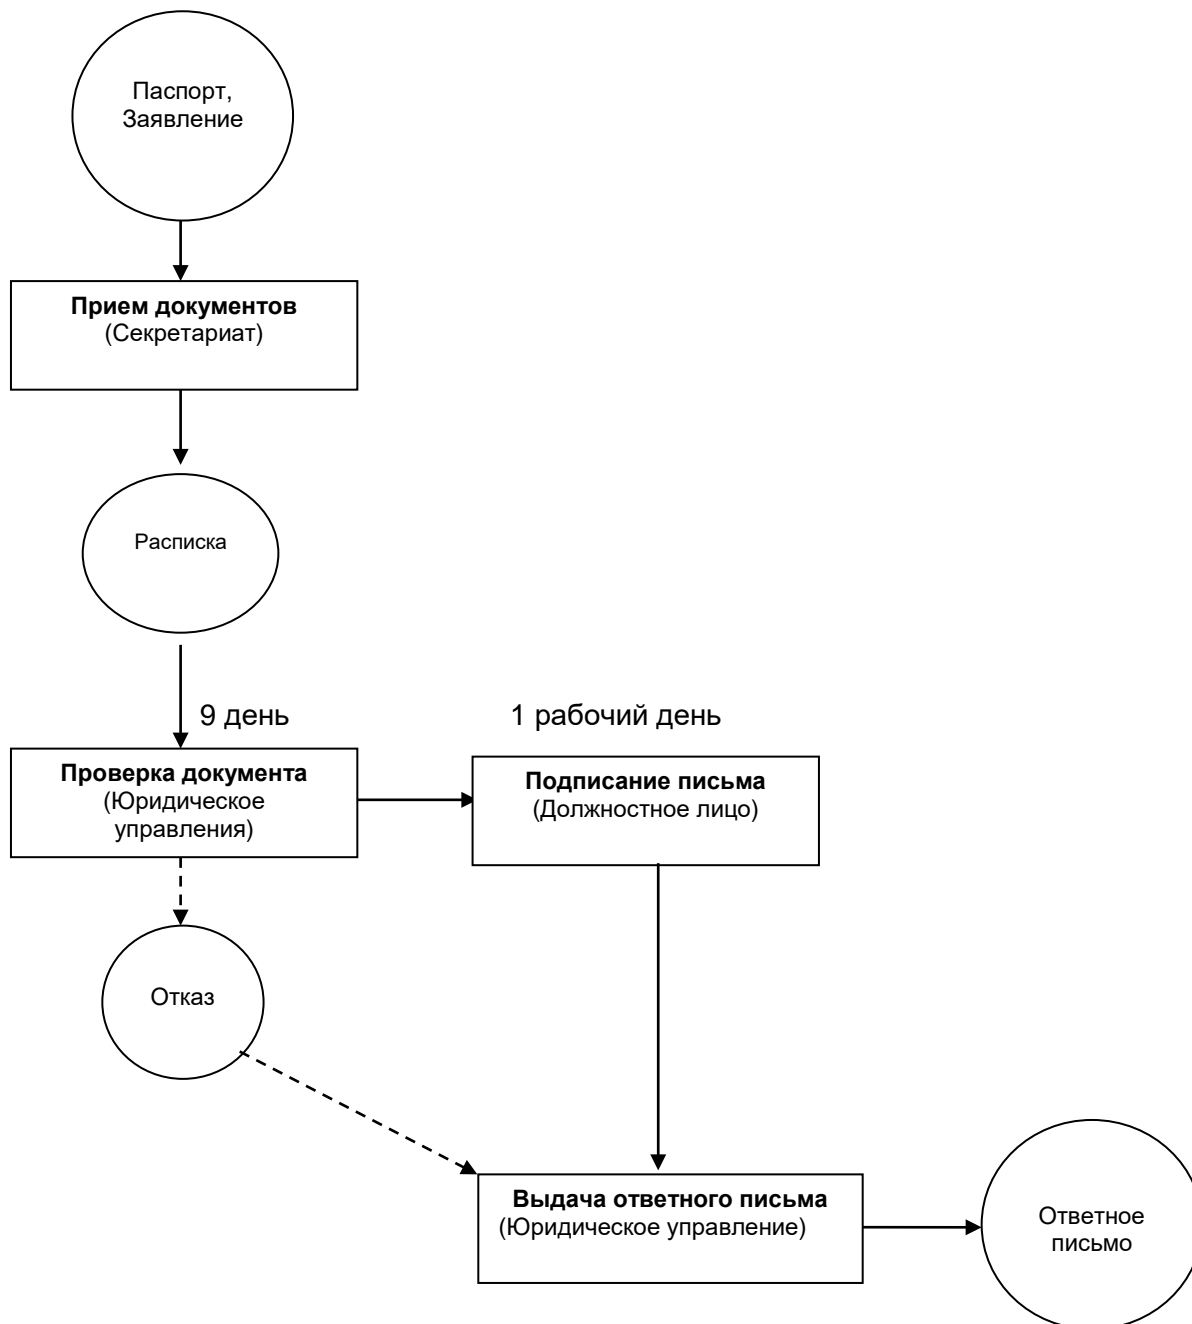 Паспорт,
Заявление
Прием документов
(Секретариат)
Расписка
9 день
1 рабочий день
Проверка документа
(Юридическое
управления)
Подписание письма
(Должностное лицо)
Отказ
Выдача ответного письма
(Юридическое управление)
Ответное
письмо